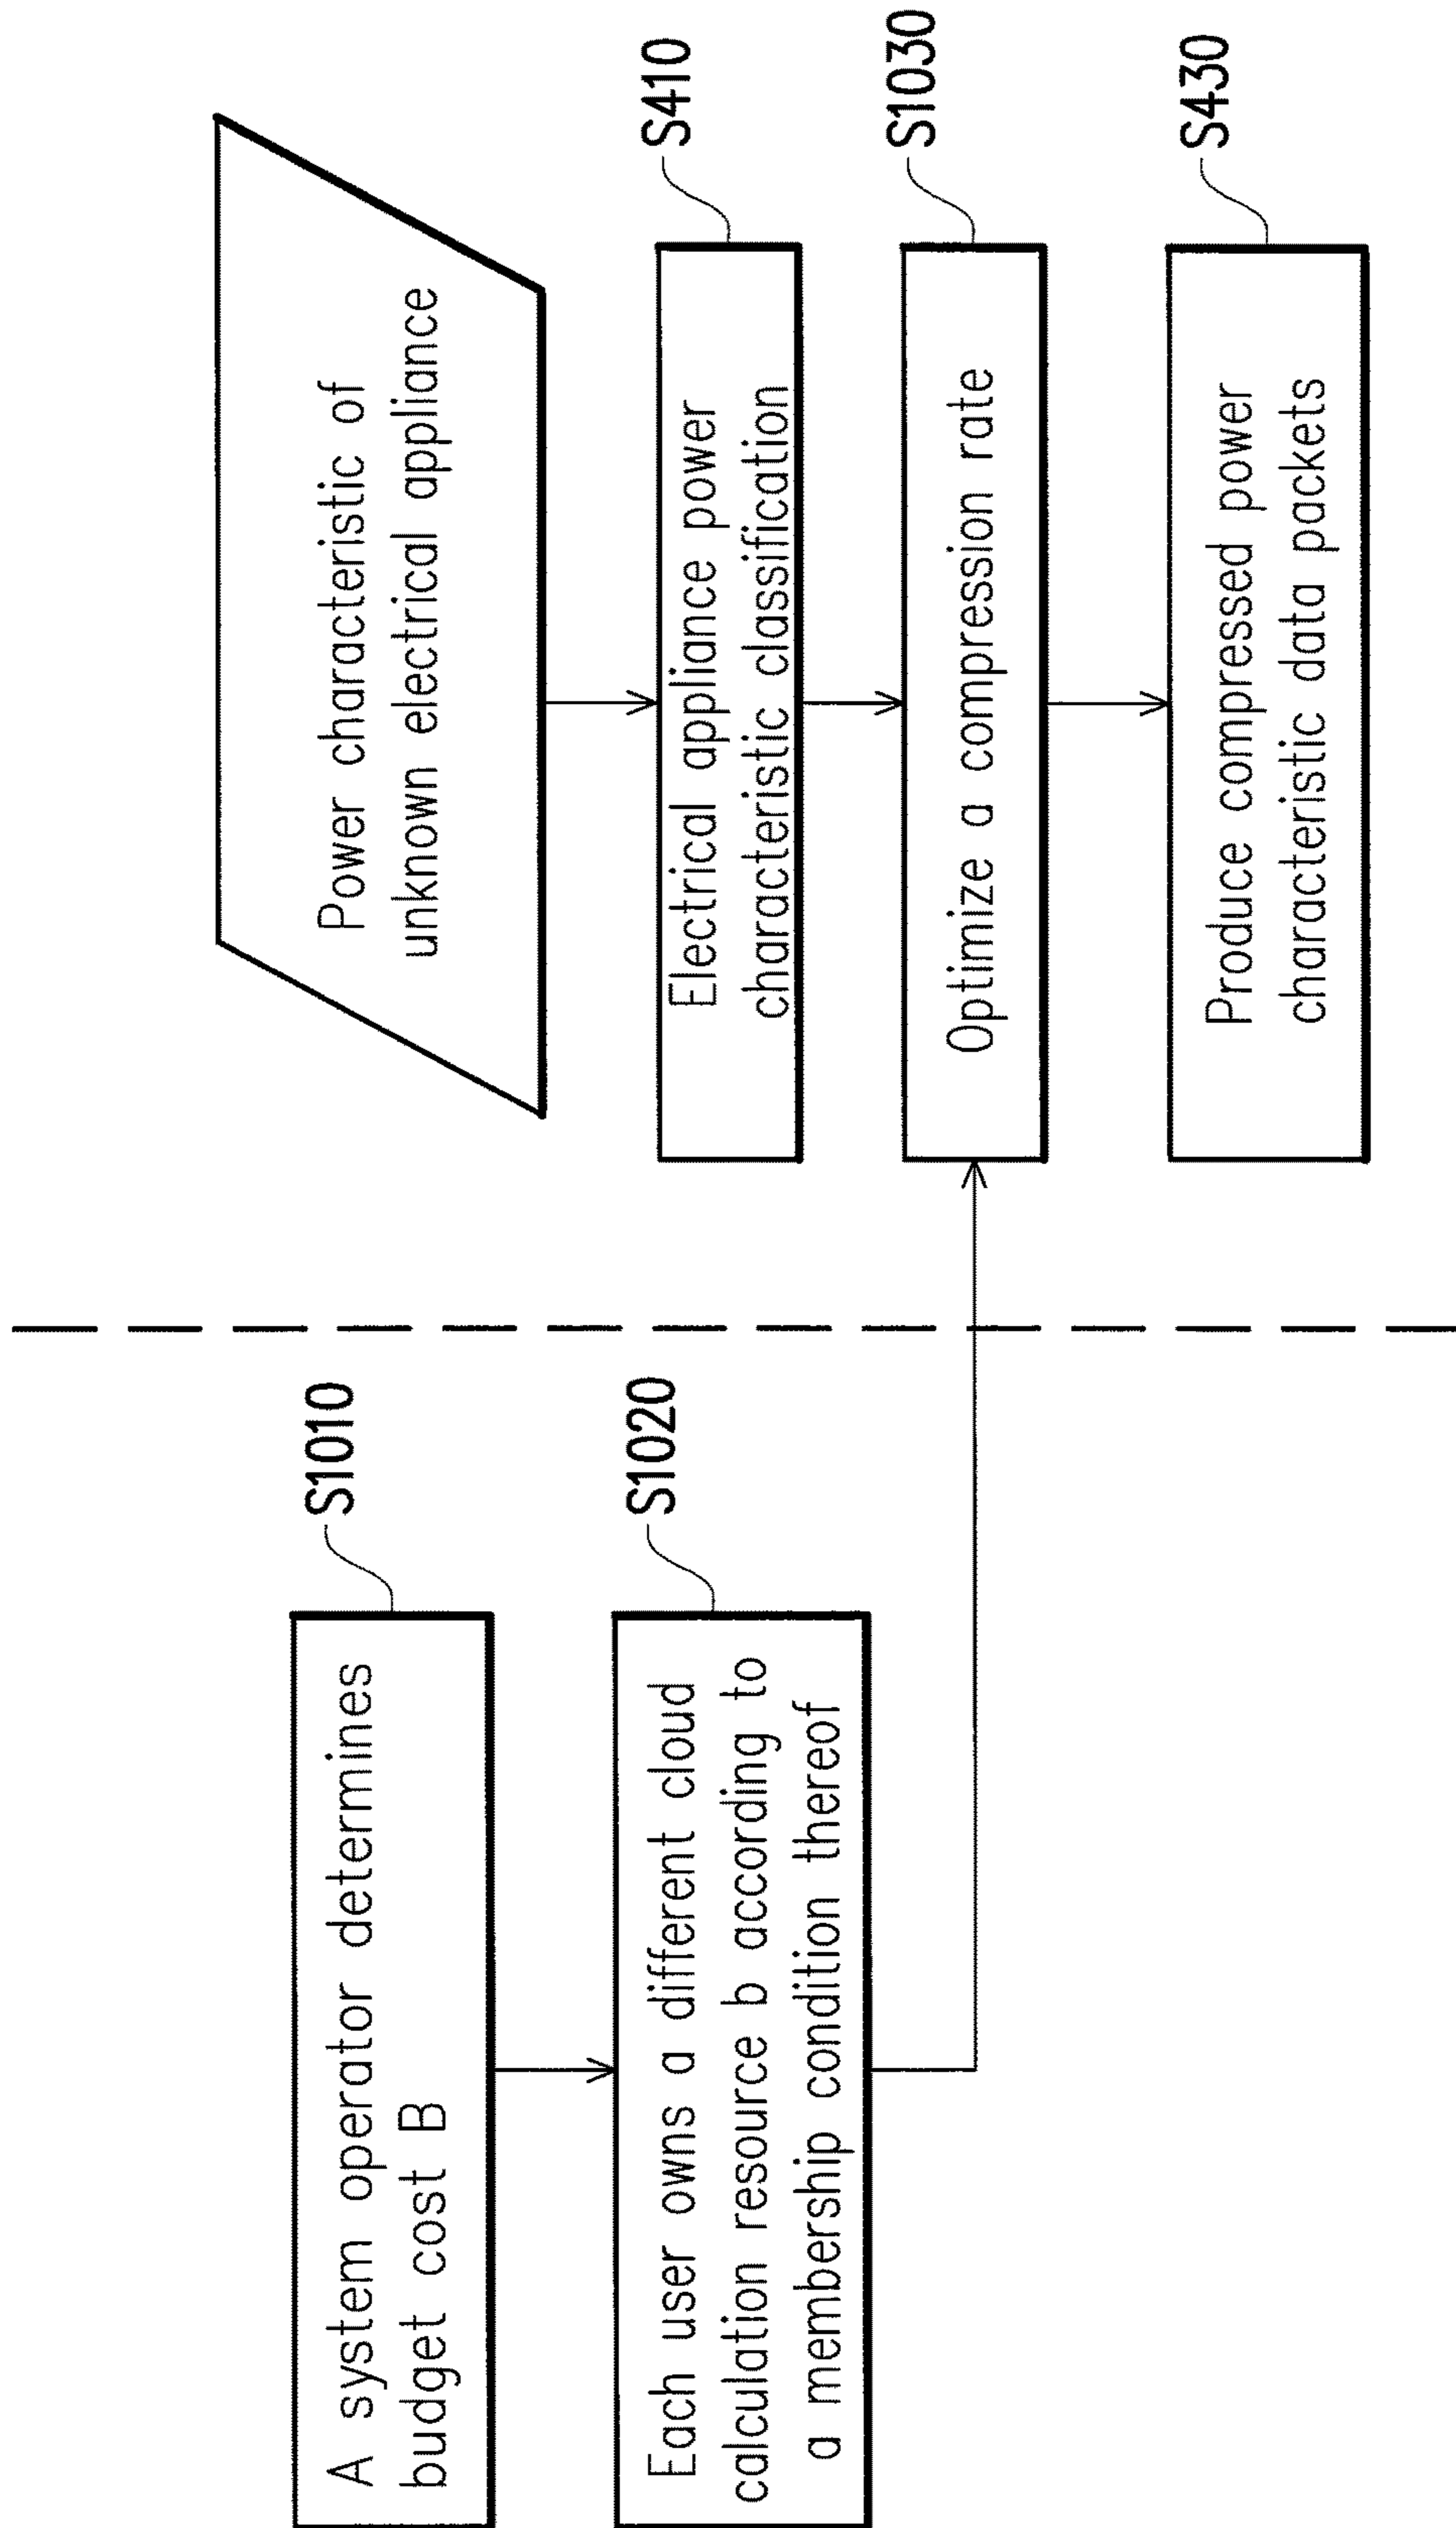 A system operator determines
budget cost B
S1010
Each user owns a different cloud
calculation resource b according to
a membership condition thereof
S1020
Power characteristic of
unknown electrical appliance
Electrical appliance power
characteristic classification
S410
Optimize a compression rate
S1030
Produce compressed power
characteristic data packets
S430